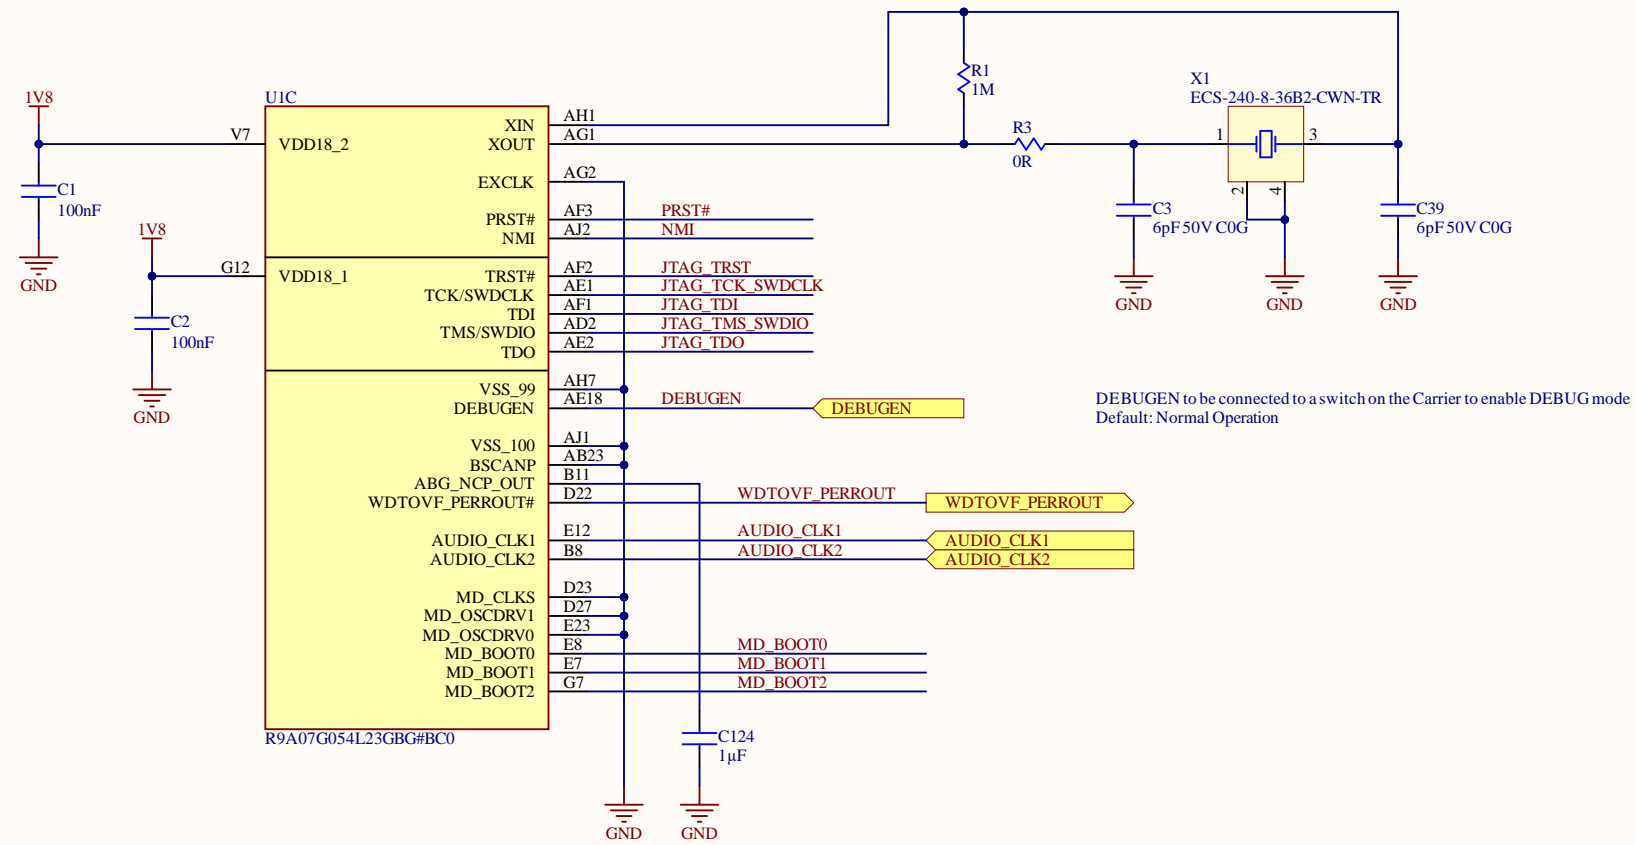 U1C
1V8
V7
VDD18_2
C1
100nF
GND
1V8
G12
VDD18_1
C2
100nF
GND
XIN
AH1
XOUT
AG1
EXCLK
AG2
PRST#
AF3
PRST#
NMI
AJ2
NMI
TRST#
AF2
JTAG_TRST
TCK/SWDCLK
AE1
JTAG_TCK_SWDCLK
TDI
AF1
JTAG_TDI
TMS/SWDIO
AD2
JTAG_TMS_SWDIO
TDO
AE2
JTAG_TDO
VSS_99
AH7
DEBUGEN
AE18
DEBUGEN
DEBUGEN
VSS_100
AJ1
BSCANP
AB23
ABG_NCP_OUT
B11
WDTOVF_PERROUT#
D22
WDTOVF_PERROUT
WDTOVF_PERROUT
AUDIO_CLK1
E12
AUDIO_CLK1
AUDIO_CLK1
AUDIO_CLK2
B8
AUDIO_CLK2
AUDIO_CLK2
MD_CLKS
D23
MD_OSCDRV1
D27
MD_OSCDRV0
E23
MD_BOOT0
E8
MD_BOOT0
MD_BOOT1
E7
MD_BOOT1
MD_BOOT2
G7
MD_BOOT2
R9A07G054L23GBG#BC0
C124
1µF
GND
GND
R1
1M
R3
0R
X1
ECS-240-8-36B2-CWN-TR
1
3
2
4
C3
6pF 50V C0G
C39
6pF 50V C0G
GND
GND
GND
DEBUGEN to be connected to a switch on the Carrier to enable DEBUG mode
Default: Normal Operation